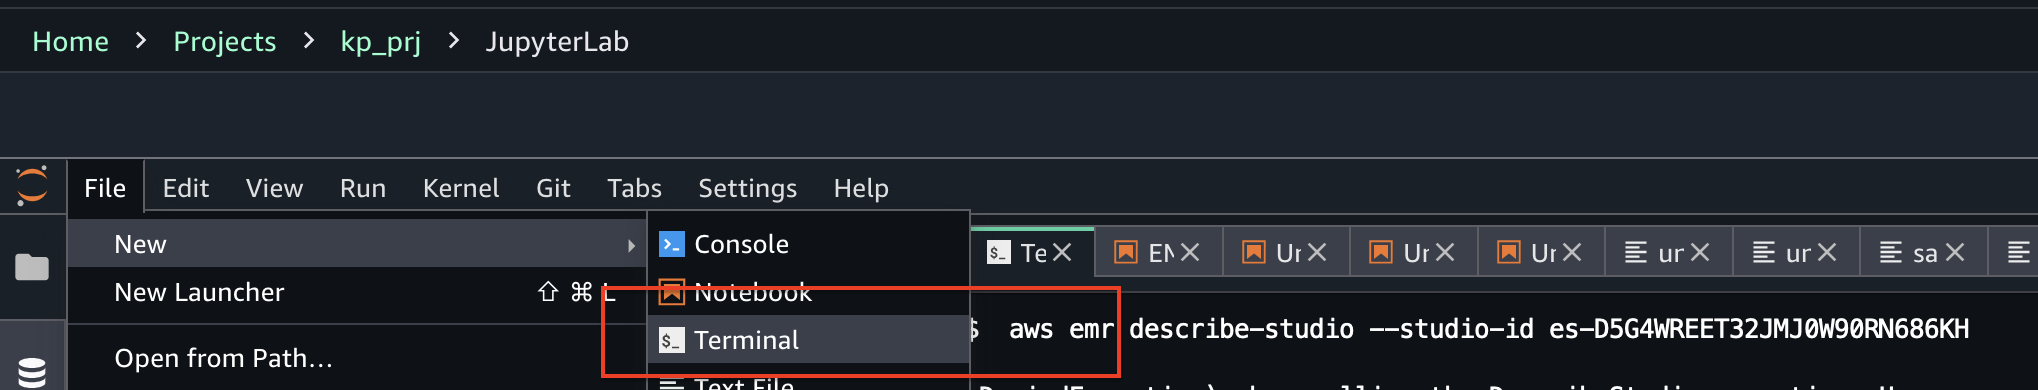 Home > Projects > kp_prj > JupyterLab
File Edit View Run Kernel Git Tabs Settings Help
New
New Launcher ⇧ ⌘ L
Open from Path...
Console
Notebook
$_ Terminal
Text File
$_ Te
EN
Ur
Ur
Ur
ur
ur
sa
$ aws emr describe-studio --studio-id es-D5G4WREET32JMJ0W90RN686KH